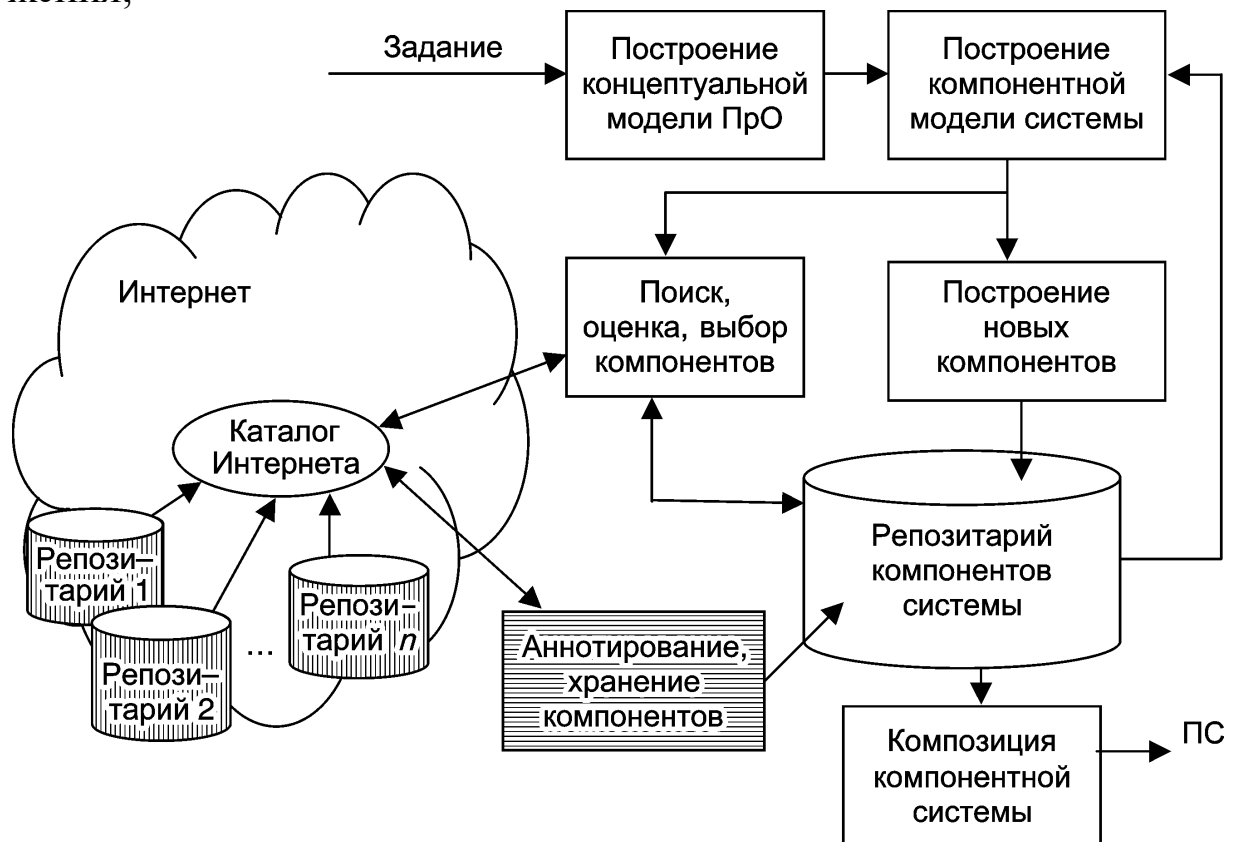 жения,
Задание
Построение
концептуальной
модели ПрО
Построение
компонентной
модели системы
Интернет
Поиск,
оценка, выбор
компонентов
Построение
новых
компонентов
Каталог
Интернета
Репози–
тарий 1
Репози–
тарий 2
...
Репози–
тарий n
Аннотирование,
хранение
компонентов
Репозитарий
компонентов
системы
Композиция
компонентной
системы
ПС